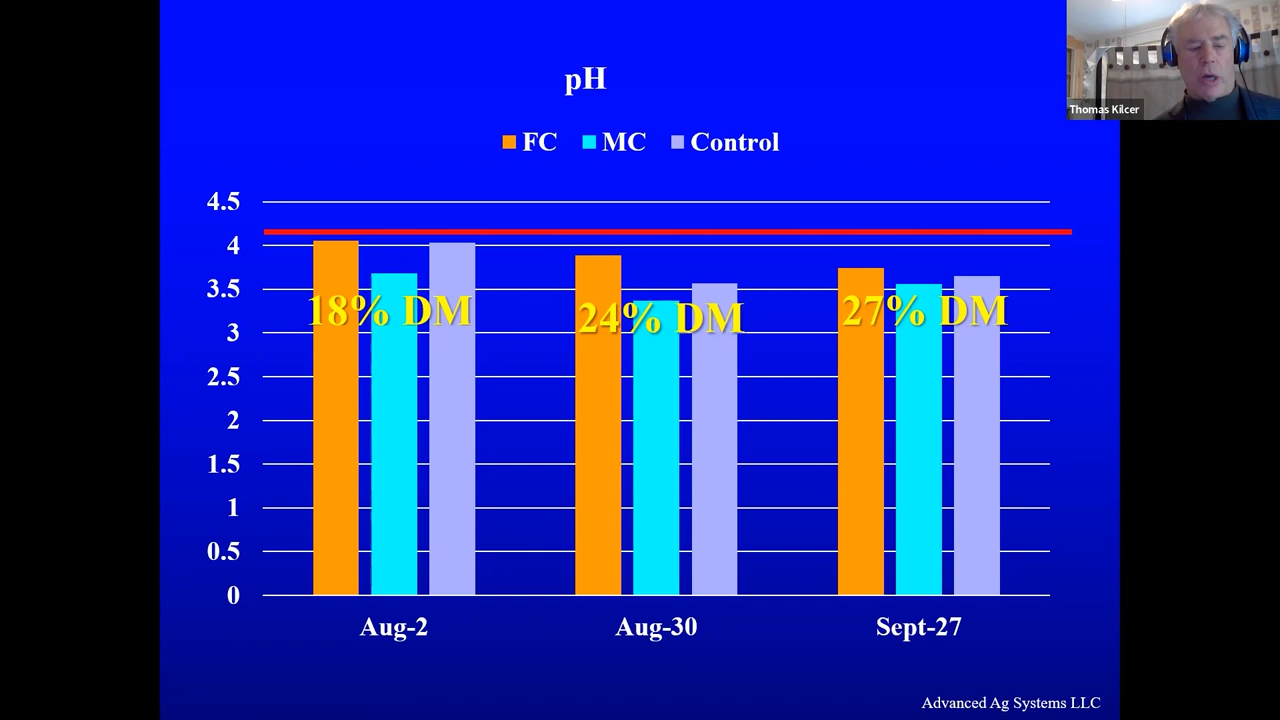 pH
FC MC Control
4.5
4
3.5
3
2.5
2
1.5
1
0.5
0
18% DM
24% DM
27% DM
Aug-2 Aug-30 Sept-27
Advanced Ag Systems LLC
Thomas Kilcer